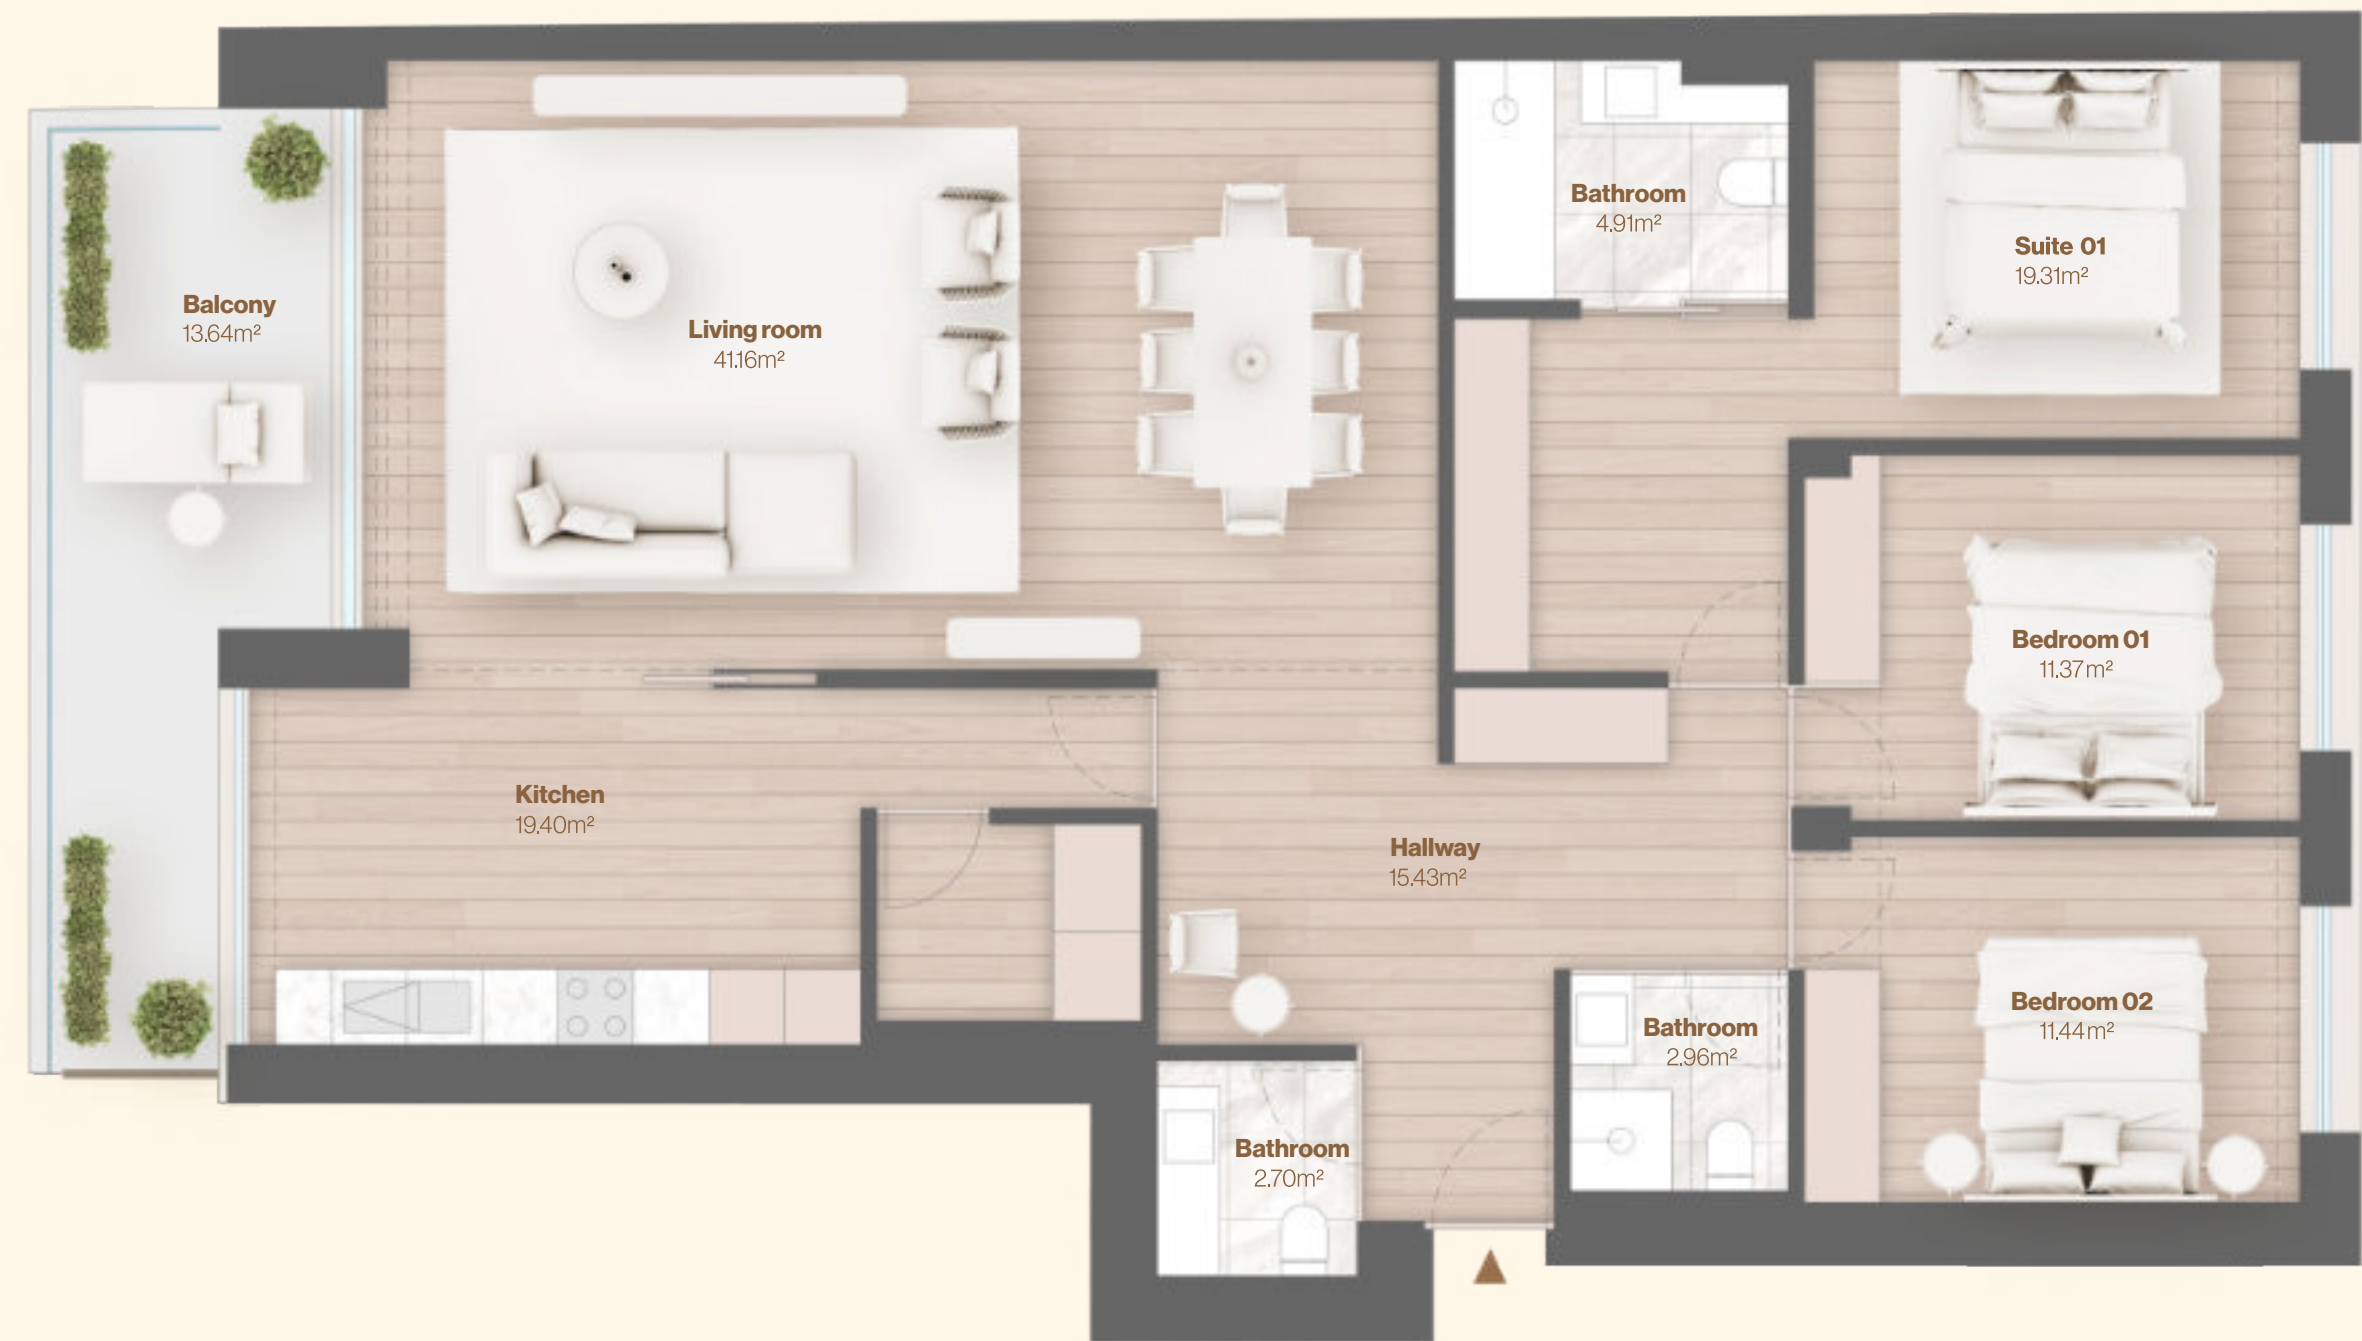 Balcony
13.64m²
Living room
41.16m²
Bathroom
4.91m²
Suite 01
19.31m²
Bedroom 01
11.37m²
Kitchen
19.40m²
Hallway
15.43m²
Bedroom 02
11.44m²
Bathroom
2.96m²
Bathroom
2.70m²